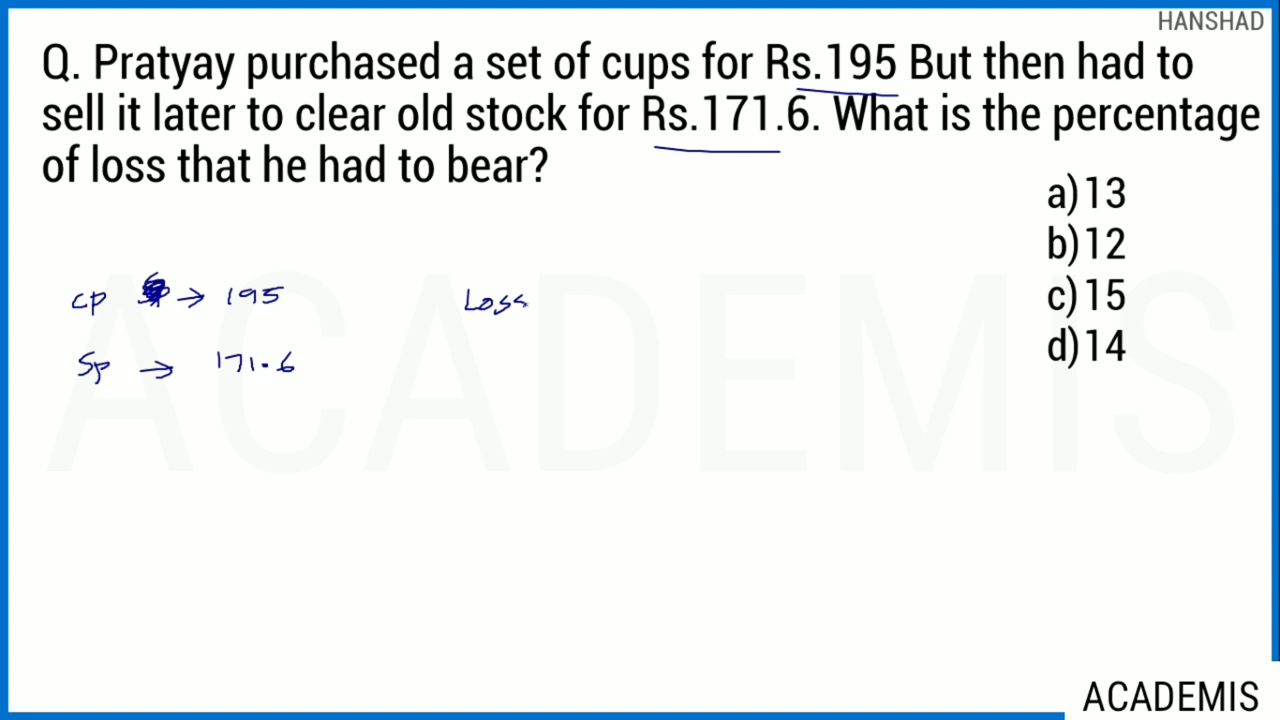 HANSHAD
Q. Pratyay purchased a set of cups for Rs.195 But then had to
sell it later to clear old stock for Rs.171.6. What is the percentage
of loss that he had to bear?
a)13
b)12
c)15
d)14
CP → 195
Loss
SP → 171.6
ACADEMIS
ACADEMIS